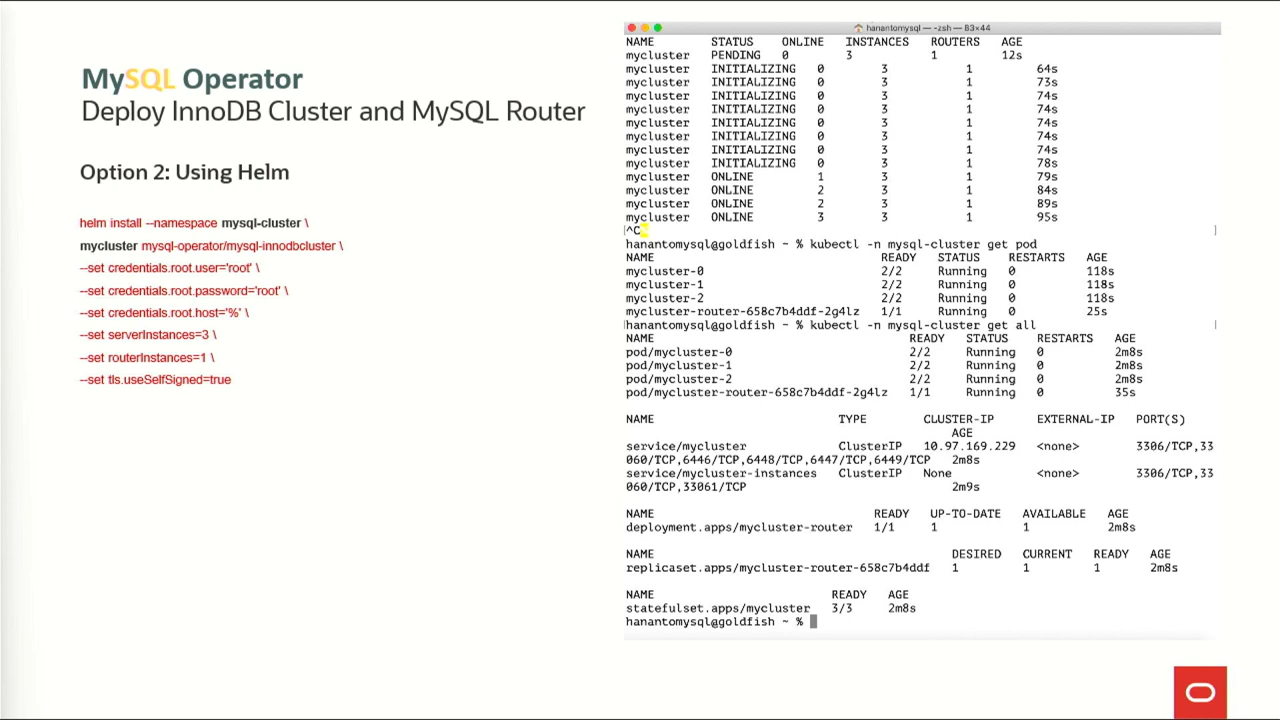 MySQL Operator
Deploy InnoDB Cluster and MySQL Router
Option 2: Using Helm
helm install --namespace mysql-cluster \
mycluster mysql-operator/mysql-innodbcluster \
--set credentials.root.user='root' \
--set credentials.root.password='root' \
--set credentials.root.host='%' \
--set serverInstances=3 \
--set routerInstances=1 \
--set tls.useSelfSigned=true
hanantomysql — -zsh — 83×44
NAME STATUS ONLINE INSTANCES ROUTERS AGE
mycluster PENDING 0 3 1 12s
mycluster INITIALIZING 0 3 1 64s
mycluster INITIALIZING 0 3 1 73s
mycluster INITIALIZING 0 3 1 74s
mycluster INITIALIZING 0 3 1 74s
mycluster INITIALIZING 0 3 1 74s
mycluster INITIALIZING 0 3 1 74s
mycluster INITIALIZING 0 3 1 74s
mycluster INITIALIZING 0 3 1 78s
mycluster ONLINE 1 3 1 79s
mycluster ONLINE 2 3 1 84s
mycluster ONLINE 2 3 1 89s
mycluster ONLINE 3 3 1 95s
^C
hanantomysql@goldfish ~ % kubectl -n mysql-cluster get pod
NAME READY STATUS RESTARTS AGE
mycluster-0 2/2 Running 0 118s
mycluster-1 2/2 Running 0 118s
mycluster-2 2/2 Running 0 118s
mycluster-router-658c7b4ddf-2g4lz 1/1 Running 0 25s
hanantomysql@goldfish ~ % kubectl -n mysql-cluster get all
NAME READY STATUS RESTARTS AGE
pod/mycluster-0 2/2 Running 0 2m8s
pod/mycluster-1 2/2 Running 0 2m8s
pod/mycluster-2 2/2 Running 0 2m8s
pod/mycluster-router-658c7b4ddf-2g4lz 1/1 Running 0 35s
NAME TYPE CLUSTER-IP EXTERNAL-IP PORT(S)
AGE
service/mycluster ClusterIP 10.97.169.229 <none> 3306/TCP,33
060/TCP,6446/TCP,6448/TCP,6447/TCP,6449/TCP 2m8s
service/mycluster-instances ClusterIP None <none> 3306/TCP,33
060/TCP,33061/TCP 2m9s
NAME READY UP-TO-DATE AVAILABLE AGE
deployment.apps/mycluster-router 1/1 1 1 2m8s
NAME DESIRED CURRENT READY AGE
replicaset.apps/mycluster-router-658c7b4ddf 1 1 1 2m8s
NAME READY AGE
statefulset.apps/mycluster 3/3 2m8s
hanantomysql@goldfish ~ %